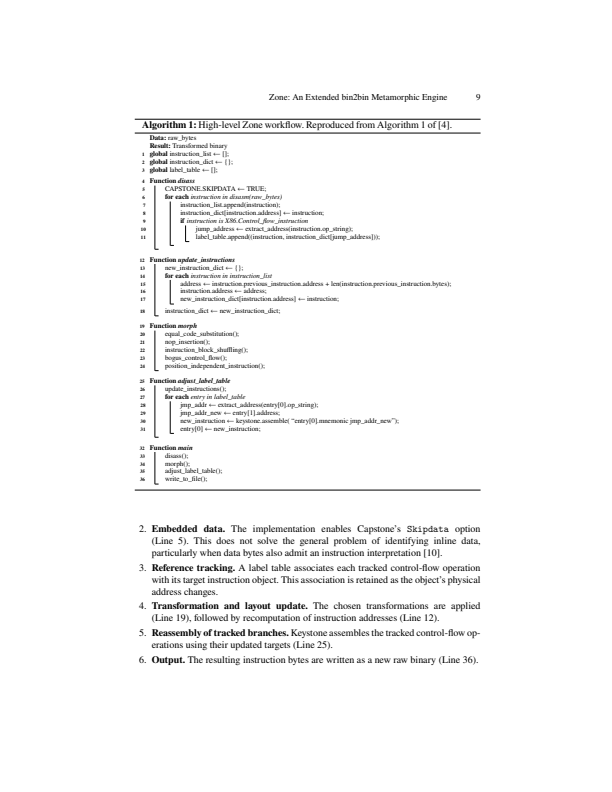 Zone: An Extended bin2bin Metamorphic Engine 9
Algorithm 1: High-level Zone workflow. Reproduced from Algorithm 1 of [4].
Data: raw_bytes
Result: Transformed binary
1 global instruction_list ← [];
2 global instruction_dict ← { };
3 global label_table ← [];
4 Function disass
5 CAPSTONE.SKIPDATA ← TRUE;
6 for each instruction in disasm(raw_bytes)
7 instruction_list.append(instruction);
8 instruction_dict[instruction.address] ← instruction;
9 if instruction is X86.Control_flow_instruction
10 jump_address ← extract_address(instruction.op_string);
11 label_table.append((instruction, instruction_dict[jump_address]));
12 Function update_instructions
13 new_instruction_dict ← { };
14 for each instruction in instruction_list
15 address ← instruction.previous_instruction.address + len(instruction.previous_instruction.bytes);
16 instruction.address ← address;
17 new_instruction_dict[instruction.address] ← instruction;
18 instruction_dict ← new_instruction_dict;
19 Function morph
20 equal_code_substitution();
21 nop_insertion();
22 instruction_block_shuffling();
23 bogus_control_flow();
24 position_independent_instruction();
25 Function adjust_label_table
26 update_instructions();
27 for each entry in label_table
28 jmp_addr ← extract_address(entry[0].op_string);
29 jmp_addr_new ← entry[1].address;
30 new_instruction ← keystone.assemble( “entry[0].mnemonic jmp_addr_new”);
31 entry[0] ← new_instruction;
32 Function main
33 disass();
34 morph();
35 adjust_label_table();
36 write_to_file();
2. Embedded data. The implementation enables Capstone’s Skipdata option
(Line 5). This does not solve the general problem of identifying inline data,
particularly when data bytes also admit an instruction interpretation [10].
3. Reference tracking. A label table associates each tracked control-flow operation
with its target instruction object. This association is retained as the object’s physical
address changes.
4. Transformation and layout update. The chosen transformations are applied
(Line 19), followed by recomputation of instruction addresses (Line 12).
5. Reassembly of tracked branches. Keystone assembles the tracked control-flow op-
erations using their updated targets (Line 25).
6. Output. The resulting instruction bytes are written as a new raw binary (Line 36).